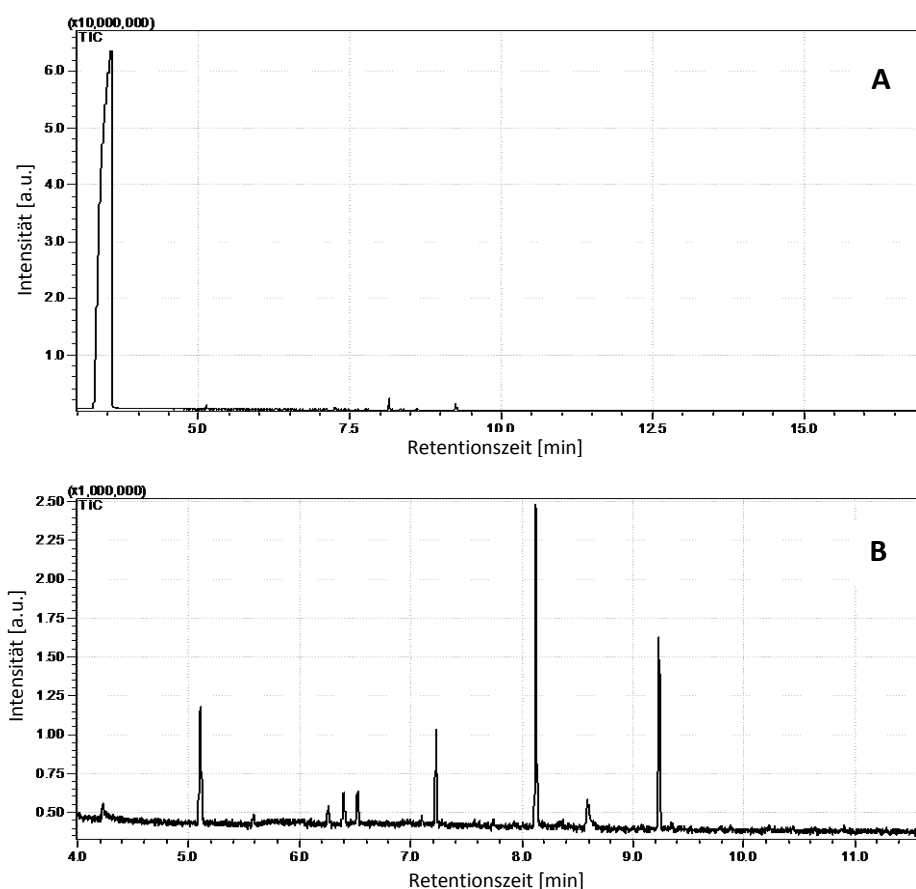 (x10,000,000)
TIC
A
6.0
5.0
4.0
3.0
2.0
1.0
Intensität [a.u.]
5.0 7.5 10.0 12.5 15.0
Retentionszeit [min]
(x1,000,000)
2.50
TIC
B
2.25
2.00
1.75
1.50
1.25
1.00
0.75
0.50
Intensität [a.u.]
4.0 5.0 6.0 7.0 8.0 9.0 10.0 11.0
Retentionszeit [min]